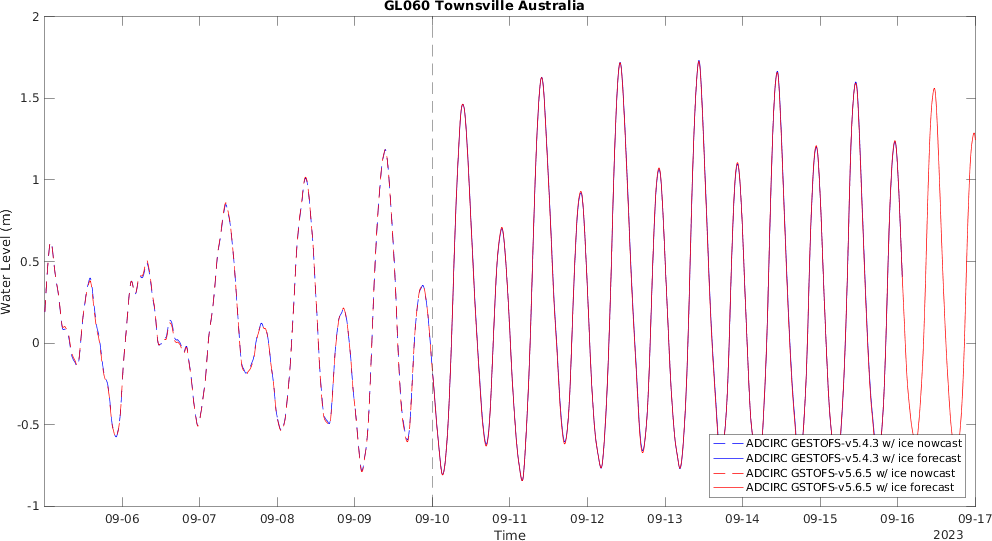 GL060 Townsville Australia
2
1.5
1
0.5
0
-0.5
-1
Water Level (m)
ADCIRC GESTOFS-v5.4.3 w/ ice nowcast
ADCIRC GESTOFS-v5.4.3 w/ ice forecast
ADCIRC GSTOFS-v5.6.5 w/ ice nowcast
ADCIRC GSTOFS-v5.6.5 w/ ice forecast
09-06 09-07 09-08 09-09 09-10 09-11 09-12 09-13 09-14 09-15 09-16 09-17
Time
2023